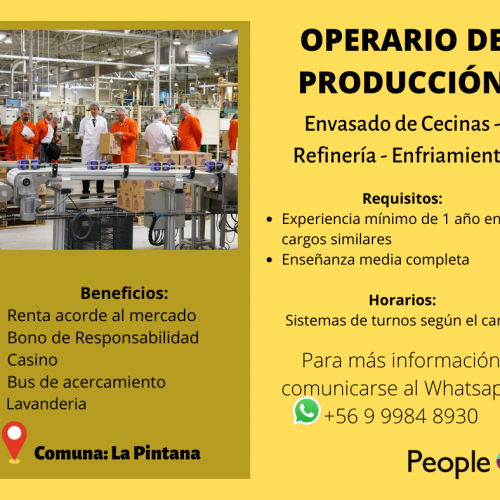 OPERARIO DE
PRODUCCIÓN
Envasado de Cecinas -
Refinería - Enfriamient
Requisitos:
Experiencia mínimo de 1 año en
cargos similares
Enseñanza media completa
Horarios:
Sistemas de turnos según el car
Para más información
comunicarse al Whatsap
+56 9 9984 8930
People
Beneficios:
Renta acorde al mercado
Bono de Responsabilidad
Casino
Bus de acercamiento
Lavanderia
Comuna: La Pintana